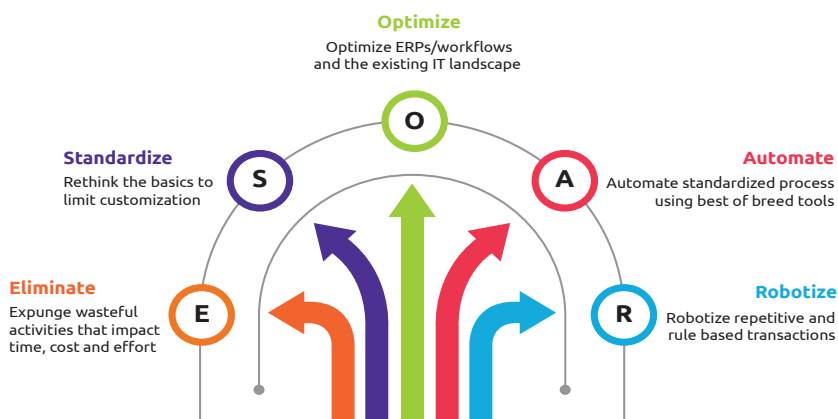 Optimize
Optimize ERPs/workflows
and the existing IT landscape
O
Standardize
Rethink the basics to
limit customization
S
A
Automate
Automate standardized process
using best of breed tools
Eliminate
Expunge wasteful
activities that impact
time, cost and effort
E
R
Robotize
Robotize repetitive and
rule based transactions